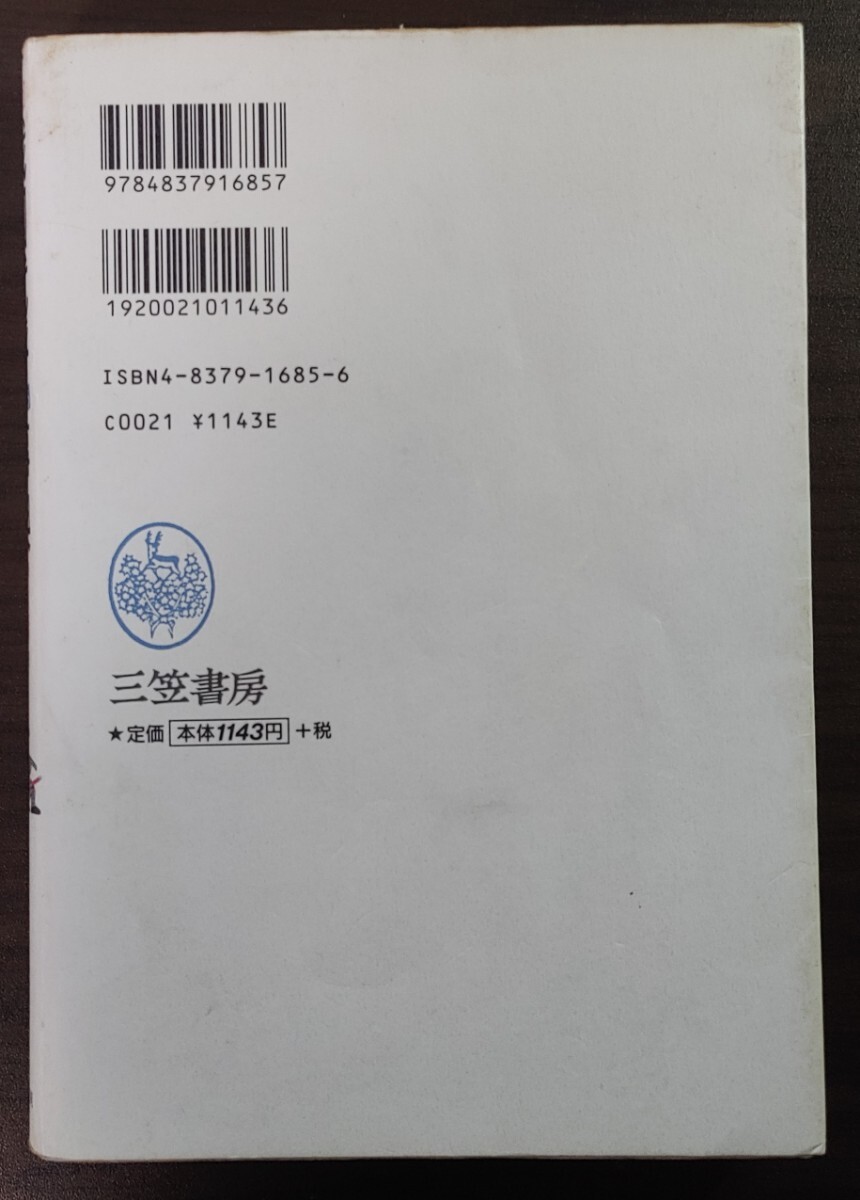 9784837916857
1920021011436
ISBN4-8379-1685-6
C0021 ¥1143E
三笠書房
★定価 本体1143円 +税